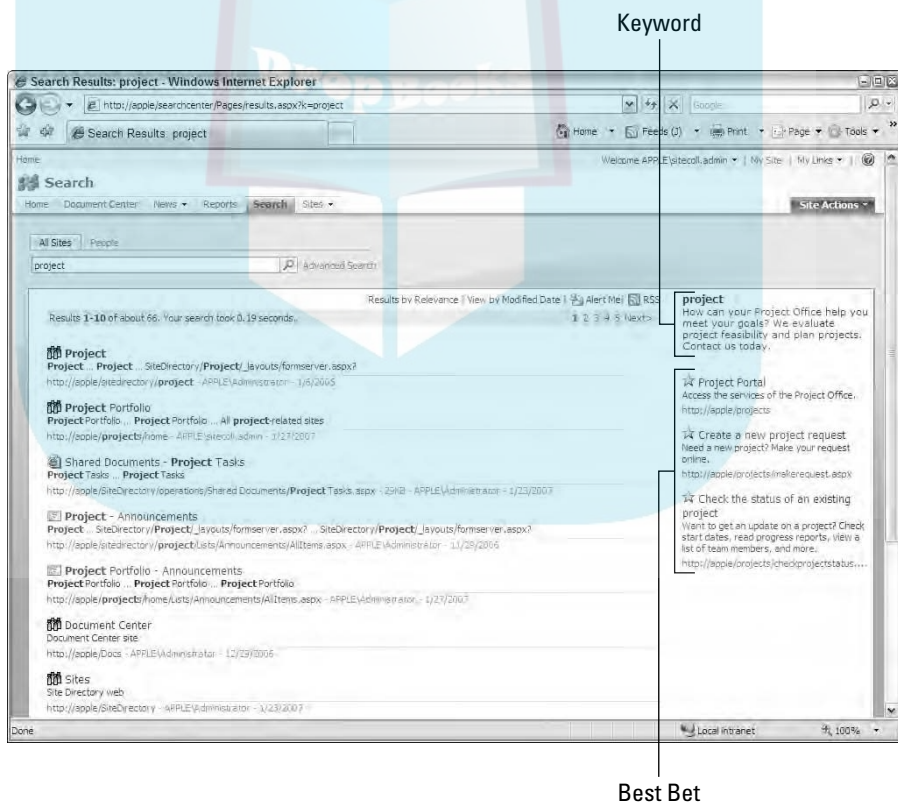 Keyword
Search Results: project - Windows Internet Explorer
http://apple/searchcenter/Pages/results.aspx?k=project
Google
Search Results project
Home Feeds (J) Print Page Tools »
Home
Welcome APPLE\sitecoll.admin | My Site | My Links |
Search
Home Document Center News Reports Search Sites Site Actions
All Sites People
project Advanced Search
Results by Relevance | View by Modified Date | Alert Me | RSS
Results 1-10 of about 66. Your search took 0.19 seconds.
1 2 3 4 5 Next>
Project
Project ... Project ... SiteDirectory/Project/_layouts/formserver.aspx?
http://apple/sitedirectory/project - APPLE\Administrator - 1/6/2005
Project Portfolio
Project Portfolio ... Project Portfolio ... All project-related sites
http://apple/projects/home - APPLE\sitecoll.admin - 1/27/2007
Shared Documents - Project Tasks
Project Tasks ... Project Tasks
http://apple/SiteDirectory/operations/Shared Documents/Project Tasks.aspx - 25KB - APPLE\Administrator - 1/23/2007
Project - Announcements
Project ... SiteDirectory/Project/_layouts/formserver.aspx? ... SiteDirectory/Project/_layouts/formserver.aspx?
http://apple/sitedirectory/project/Lists/Announcements/AllItems.aspx - APPLE\Administrator - 11/29/2006
Project Portfolio - Announcements
Project Portfolio ... Project Portfolio ... Project Portfolio
http://apple/projects/home/Lists/Announcements/AllItems.aspx - APPLE\Administrator - 1/27/2007
Document Center
Document Center site
http://apple/Docs - APPLE\Administrator - 12/29/2006
Sites
Site Directory web
http://apple/SiteDirectory - APPLE\Administrator - 1/23/2007
project
How can your Project Office help you
meet your goals? We evaluate
project feasibility and plan projects.
Contact us today.
Project Portal
Access the services of the Project Office.
http://apple/projects
Create a new project request
Need a new project? Make your request
online.
http://apple/projects/makerequest.aspx
Check the status of an existing
project
Want to get an update on a project? Check
start dates, read progress reports, view a
list of team members, and more.
http://apple/projects/checkprojectstatus....
Done Local intranet 100%
Best Bet